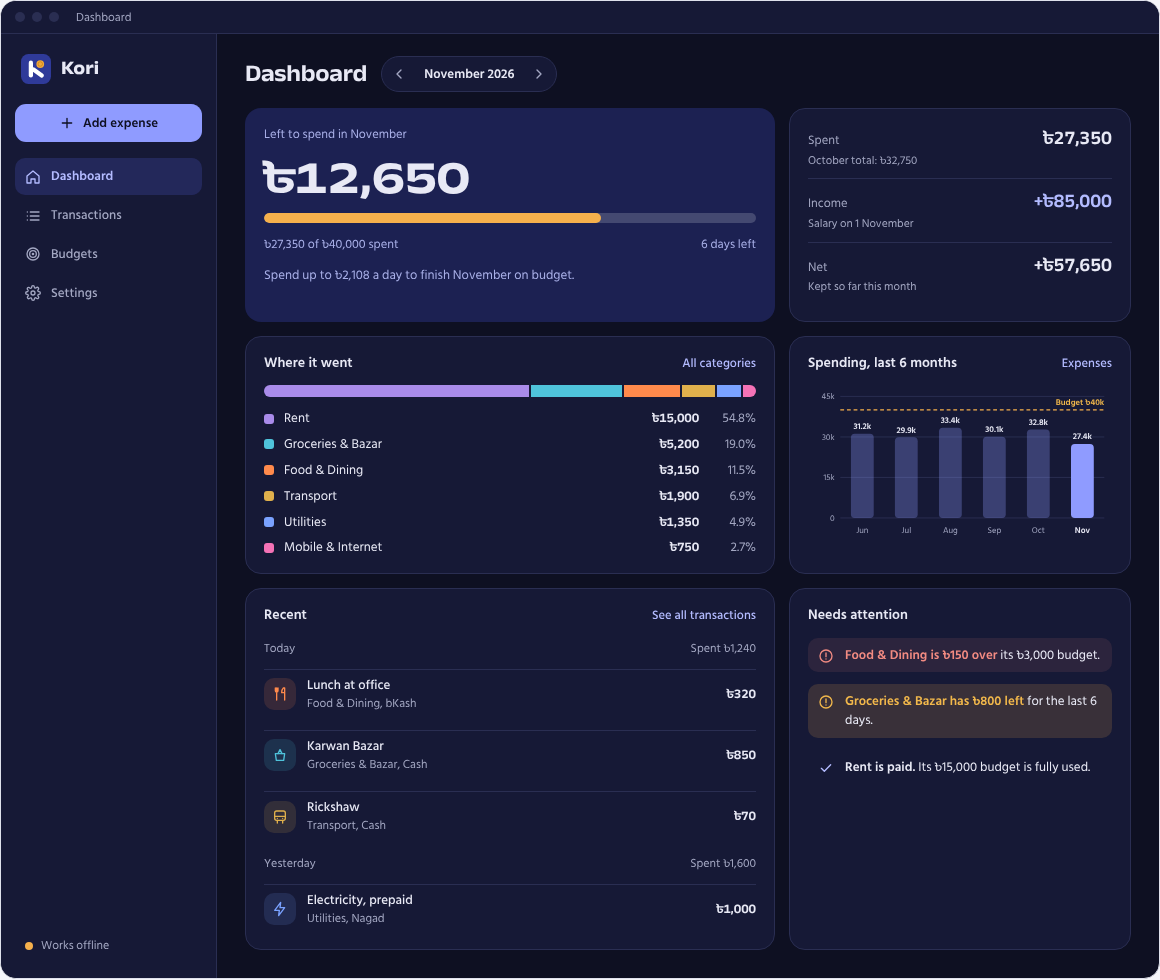 Dashboard
Kori
+ Add expense
Dashboard
Transactions
Budgets
Settings
Works offline
Dashboard
November 2026
Left to spend in November
৳12,650
৳27,350 of ৳40,000 spent
6 days left
Spend up to ৳2,108 a day to finish November on budget.
Spent
৳27,350
October total: ৳32,750
Income
+৳85,000
Salary on 1 November
Net
+৳57,650
Kept so far this month
Where it went
All categories
Rent ৳15,000 54.8%
Groceries & Bazar ৳5,200 19.0%
Food & Dining ৳3,150 11.5%
Transport ৳1,900 6.9%
Utilities ৳1,350 4.9%
Mobile & Internet ৳750 2.7%
Spending, last 6 months
Expenses
45k
Budget ৳40k
30k
15k
0
31.2k 29.9k 33.4k 30.1k 32.8k 27.4k
Jun Jul Aug Sep Oct Nov
Recent
See all transactions
Today
Spent ৳1,240
Lunch at office
Food & Dining, bKash
৳320
Karwan Bazar
Groceries & Bazar, Cash
৳850
Rickshaw
Transport, Cash
৳70
Yesterday
Spent ৳1,600
Electricity, prepaid
Utilities, Nagad
৳1,000
Needs attention
Food & Dining is ৳150 over its ৳3,000 budget.
Groceries & Bazar has ৳800 left for the last 6
days.
Rent is paid. Its ৳15,000 budget is fully used.